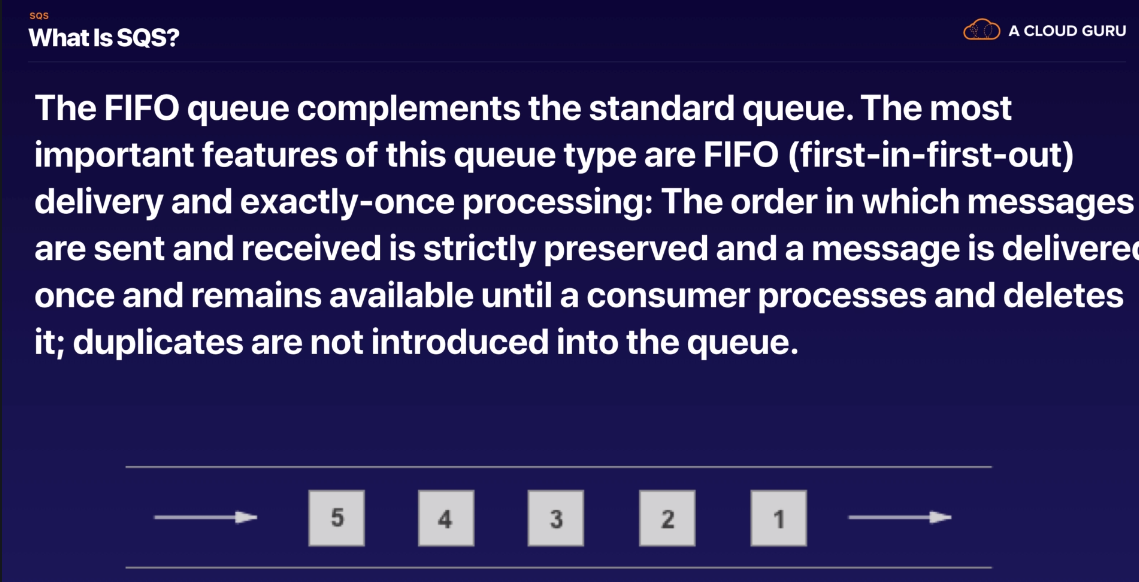 SQS
What Is SQS?
A CLOUD GURU
The FIFO queue complements the standard queue. The most
important features of this queue type are FIFO (first-in-first-out)
delivery and exactly-once processing: The order in which messages
are sent and received is strictly preserved and a message is delivered
once and remains available until a consumer processes and deletes
it; duplicates are not introduced into the queue.
5 4 3 2 1